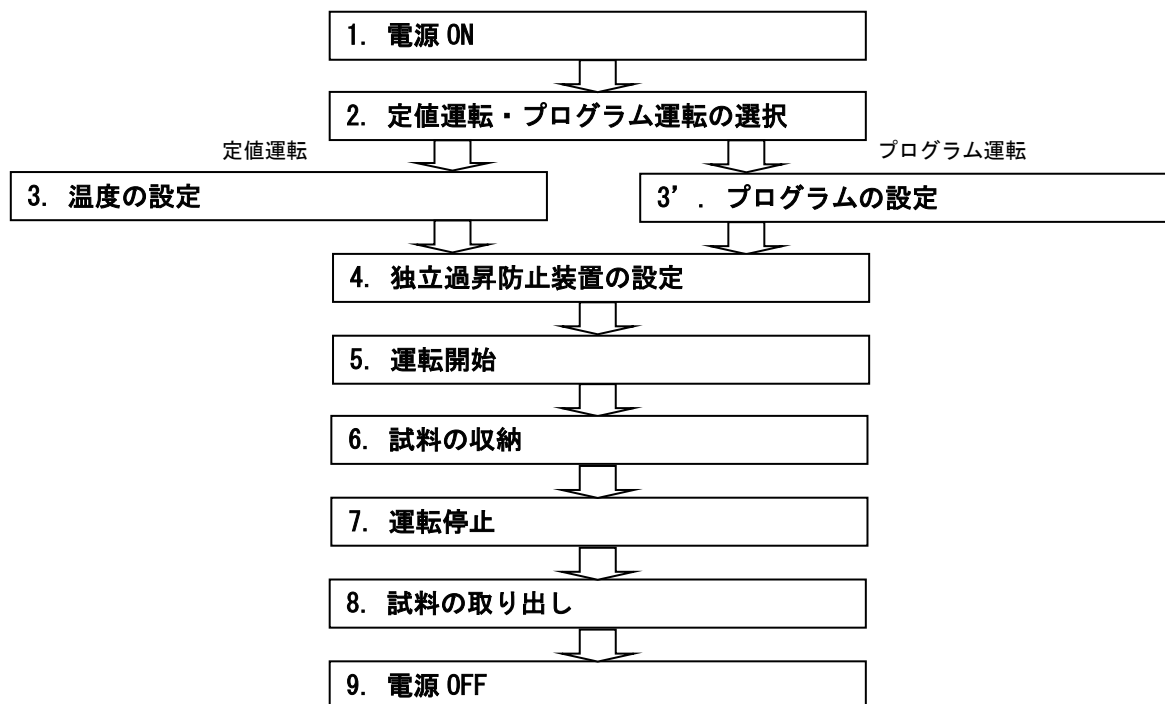 1. 電源 ON
2. 定値運転・プログラム運転の選択
定値運転
プログラム運転
3. 温度の設定
3’. プログラムの設定
4. 独立過昇防止装置の設定
5. 運転開始
6. 試料の収納
7. 運転停止
8. 試料の取り出し
9. 電源 OFF